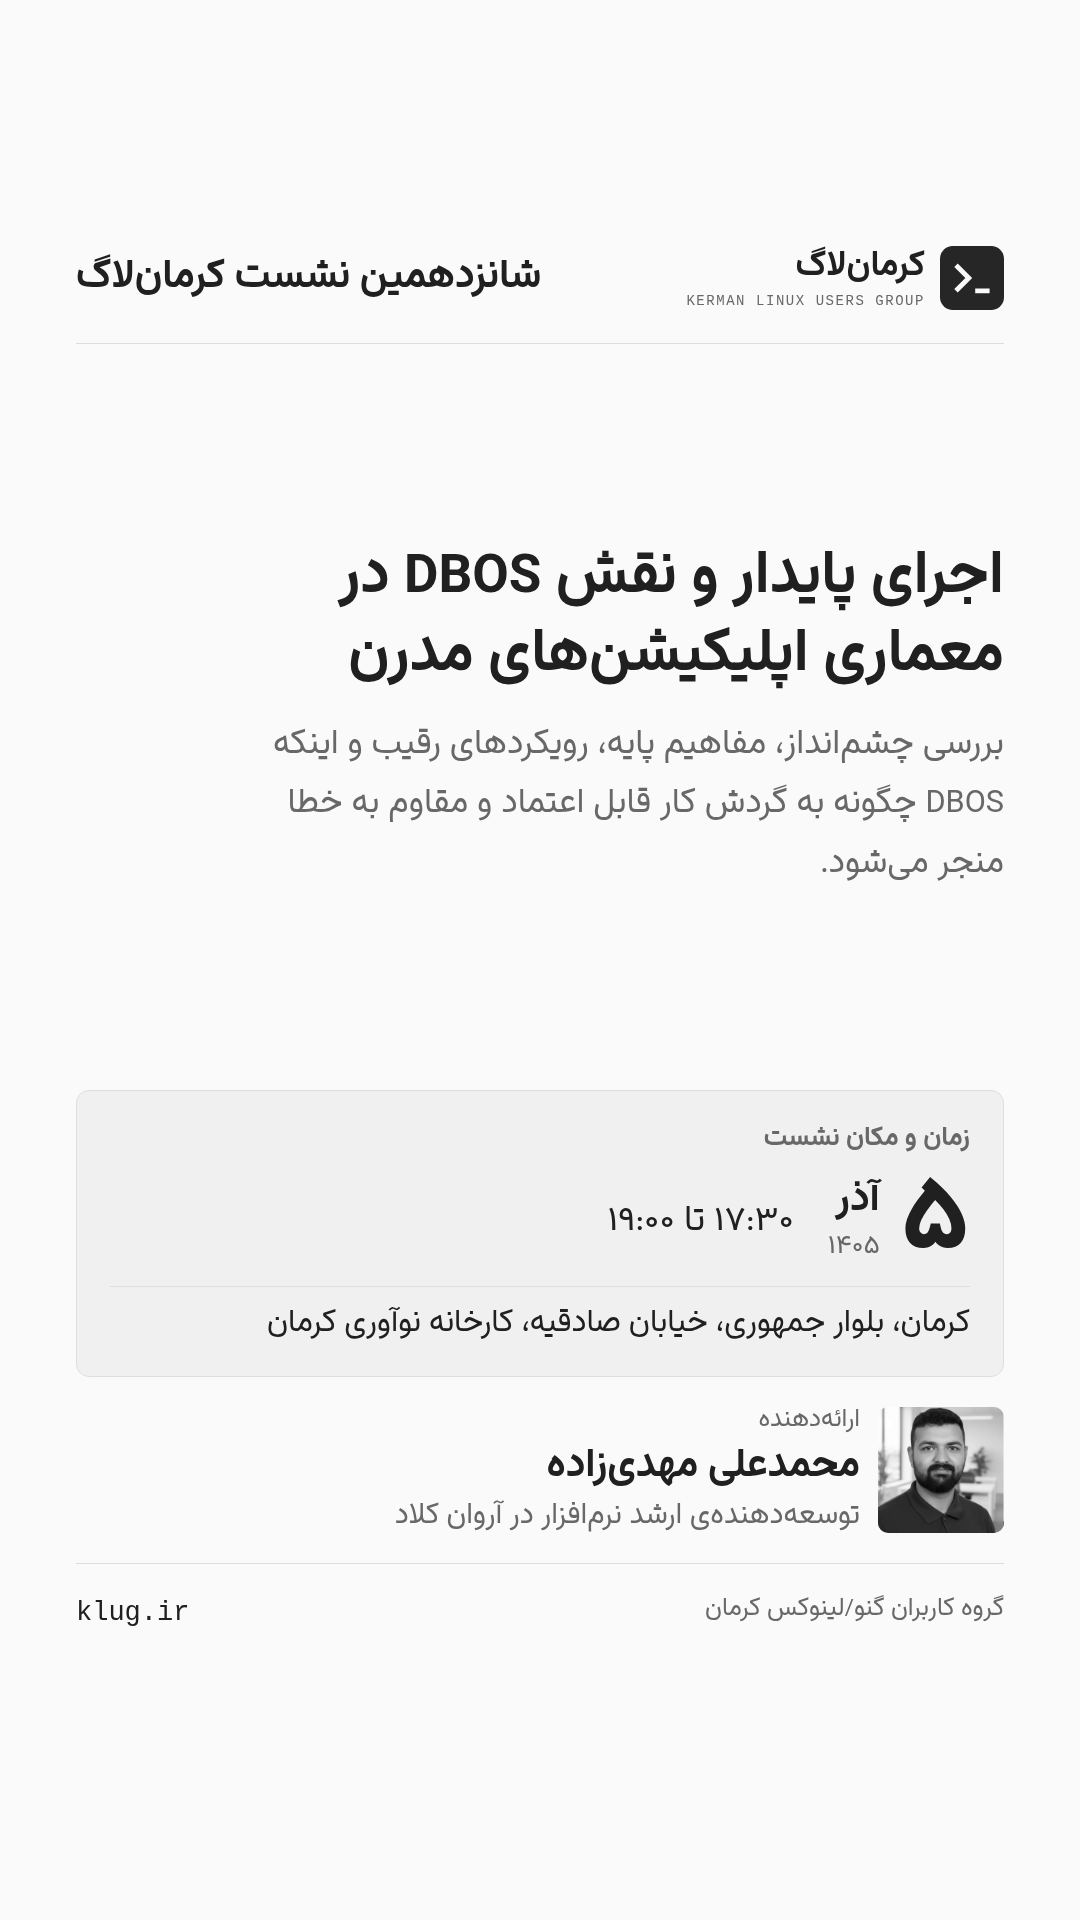 کرمان‌لاگ
KERMAN LINUX USERS GROUP
شانزدهمین نشست کرمان‌لاگ
اجرای پایدار و نقش DBOS در
معماری اپلیکیشن‌های مدرن
بررسی چشم‌انداز، مفاهیم پایه، رویکردهای رقیب و اینکه
DBOS چگونه به گردش کار قابل اعتماد و مقاوم به خطا
منجر می‌شود.
زمان و مکان نشست
۵
آذر
۱۴۰۵
۱۷:۳۰ تا ۱۹:۰۰
کرمان، بلوار جمهوری، خیابان صادقیه، کارخانه نوآوری کرمان
ارائه‌دهنده
محمدعلی مهدی‌زاده
توسعه‌دهنده‌ی ارشد نرم‌افزار در آروان کلاد
گروه کاربران گنو/لینوکس کرمان
klug.ir